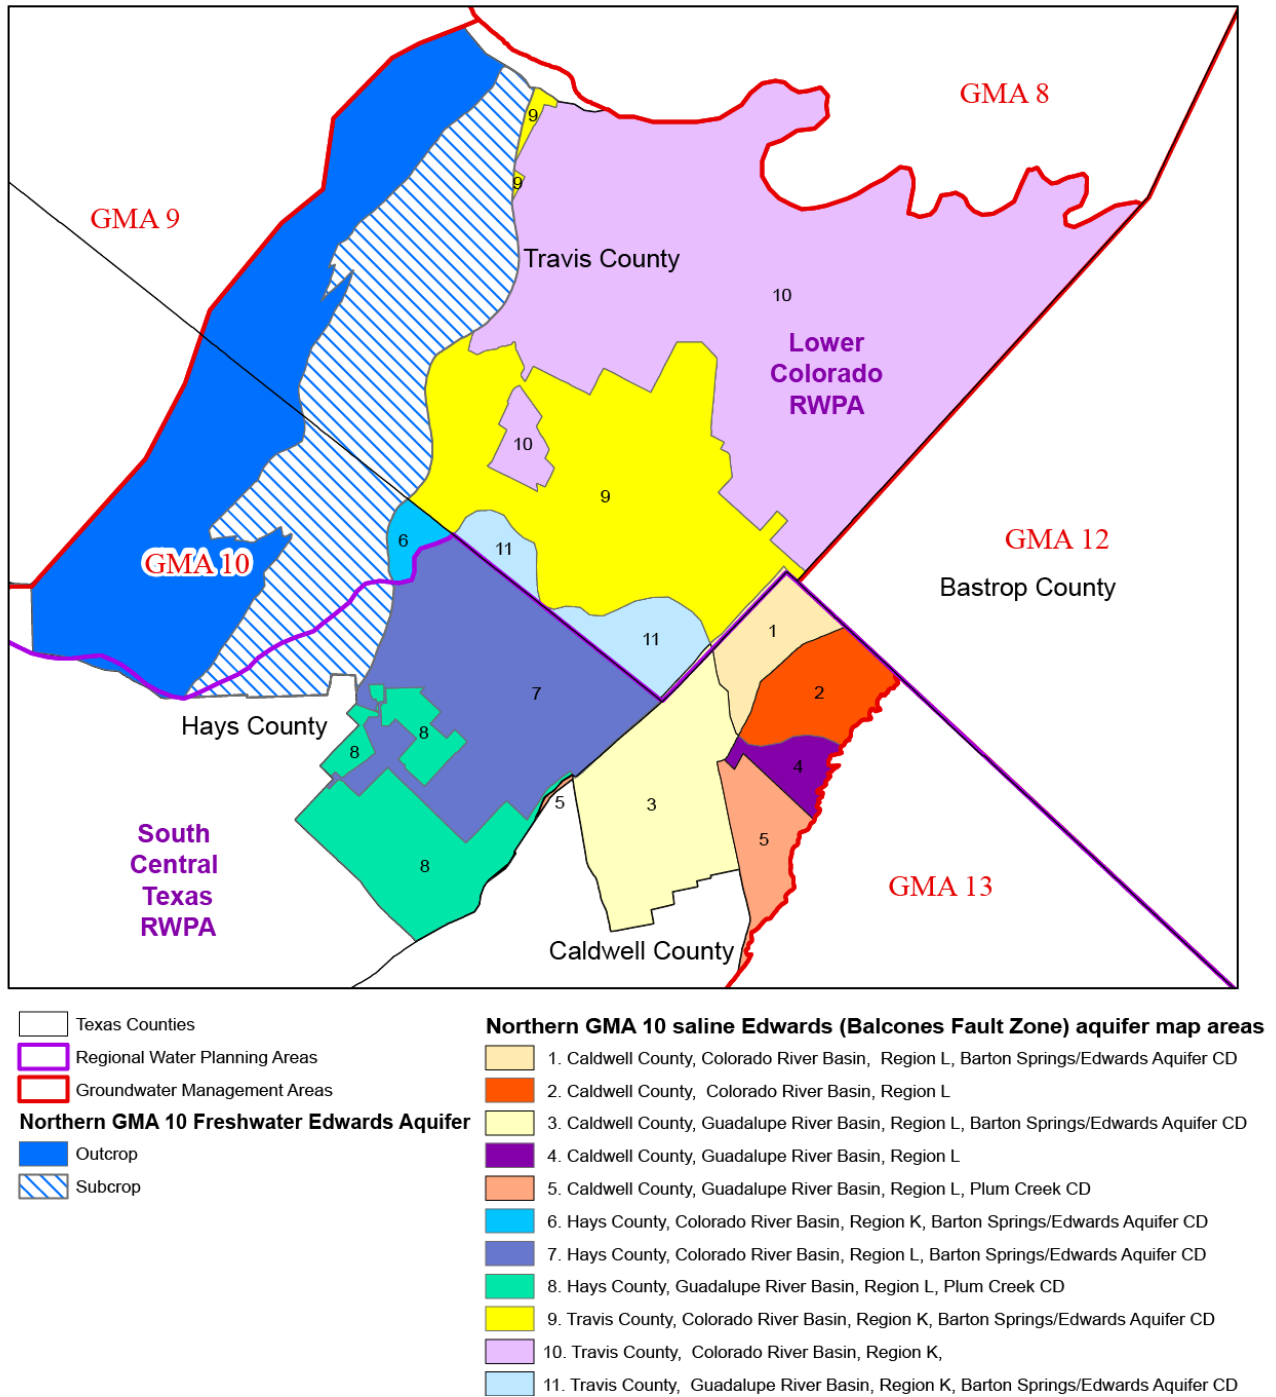 GMA 8
9
9
GMA 9
Travis County
10
Lower
Colorado
RWPA
10
9
GMA 12
6
11
GMA 10
Bastrop County
1
11
7
2
Hays County
8
8
4
5
3
South
Central
Texas
RWPA
5
8
GMA 13
Caldwell County
Texas Counties
Regional Water Planning Areas
Groundwater Management Areas
Northern GMA 10 Freshwater Edwards Aquifer
Outcrop
Subcrop
Northern GMA 10 saline Edwards (Balcones Fault Zone) aquifer map areas
1. Caldwell County, Colorado River Basin, Region L, Barton Springs/Edwards Aquifer CD
2. Caldwell County, Colorado River Basin, Region L
3. Caldwell County, Guadalupe River Basin, Region L, Barton Springs/Edwards Aquifer CD
4. Caldwell County, Guadalupe River Basin, Region L
5. Caldwell County, Guadalupe River Basin, Region L, Plum Creek CD
6. Hays County, Colorado River Basin, Region K, Barton Springs/Edwards Aquifer CD
7. Hays County, Colorado River Basin, Region L, Barton Springs/Edwards Aquifer CD
8. Hays County, Guadalupe River Basin, Region L, Plum Creek CD
9. Travis County, Colorado River Basin, Region K, Barton Springs/Edwards Aquifer CD
10. Travis County, Colorado River Basin, Region K,
11. Travis County, Guadalupe River Basin, Region K, Barton Springs/Edwards Aquifer CD